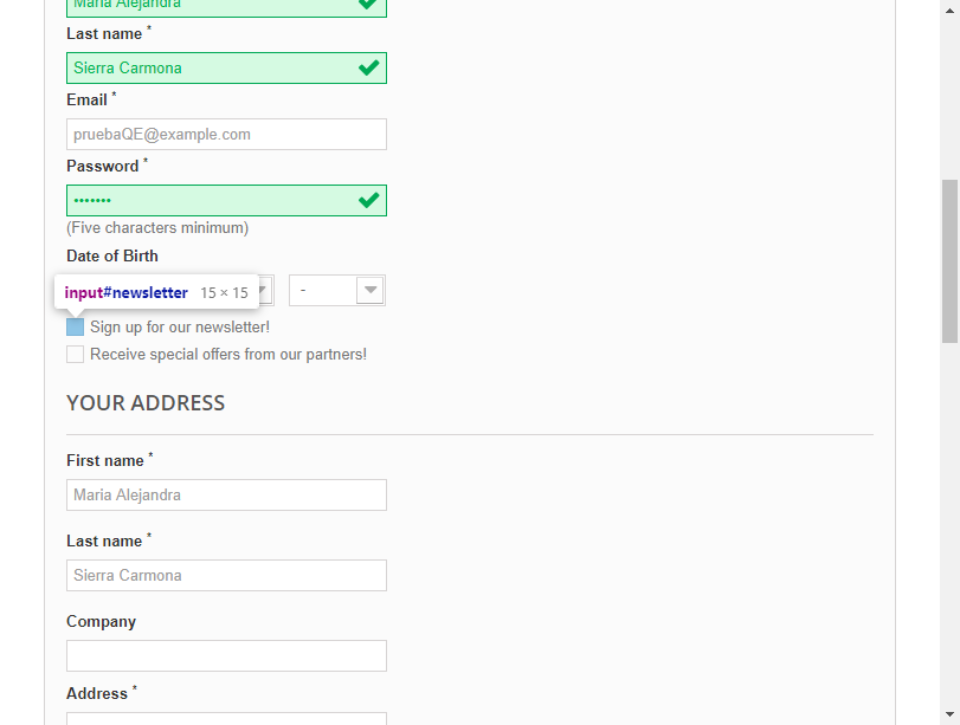 Maria Alejandra
Last name *
Sierra Carmona
Email *
pruebaQE@example.com
Password *
•••••••
(Five characters minimum)
Date of Birth
-
input#newsletter 15 × 15
Sign up for our newsletter!
Receive special offers from our partners!
YOUR ADDRESS
First name *
Maria Alejandra
Last name *
Sierra Carmona
Company
Address *